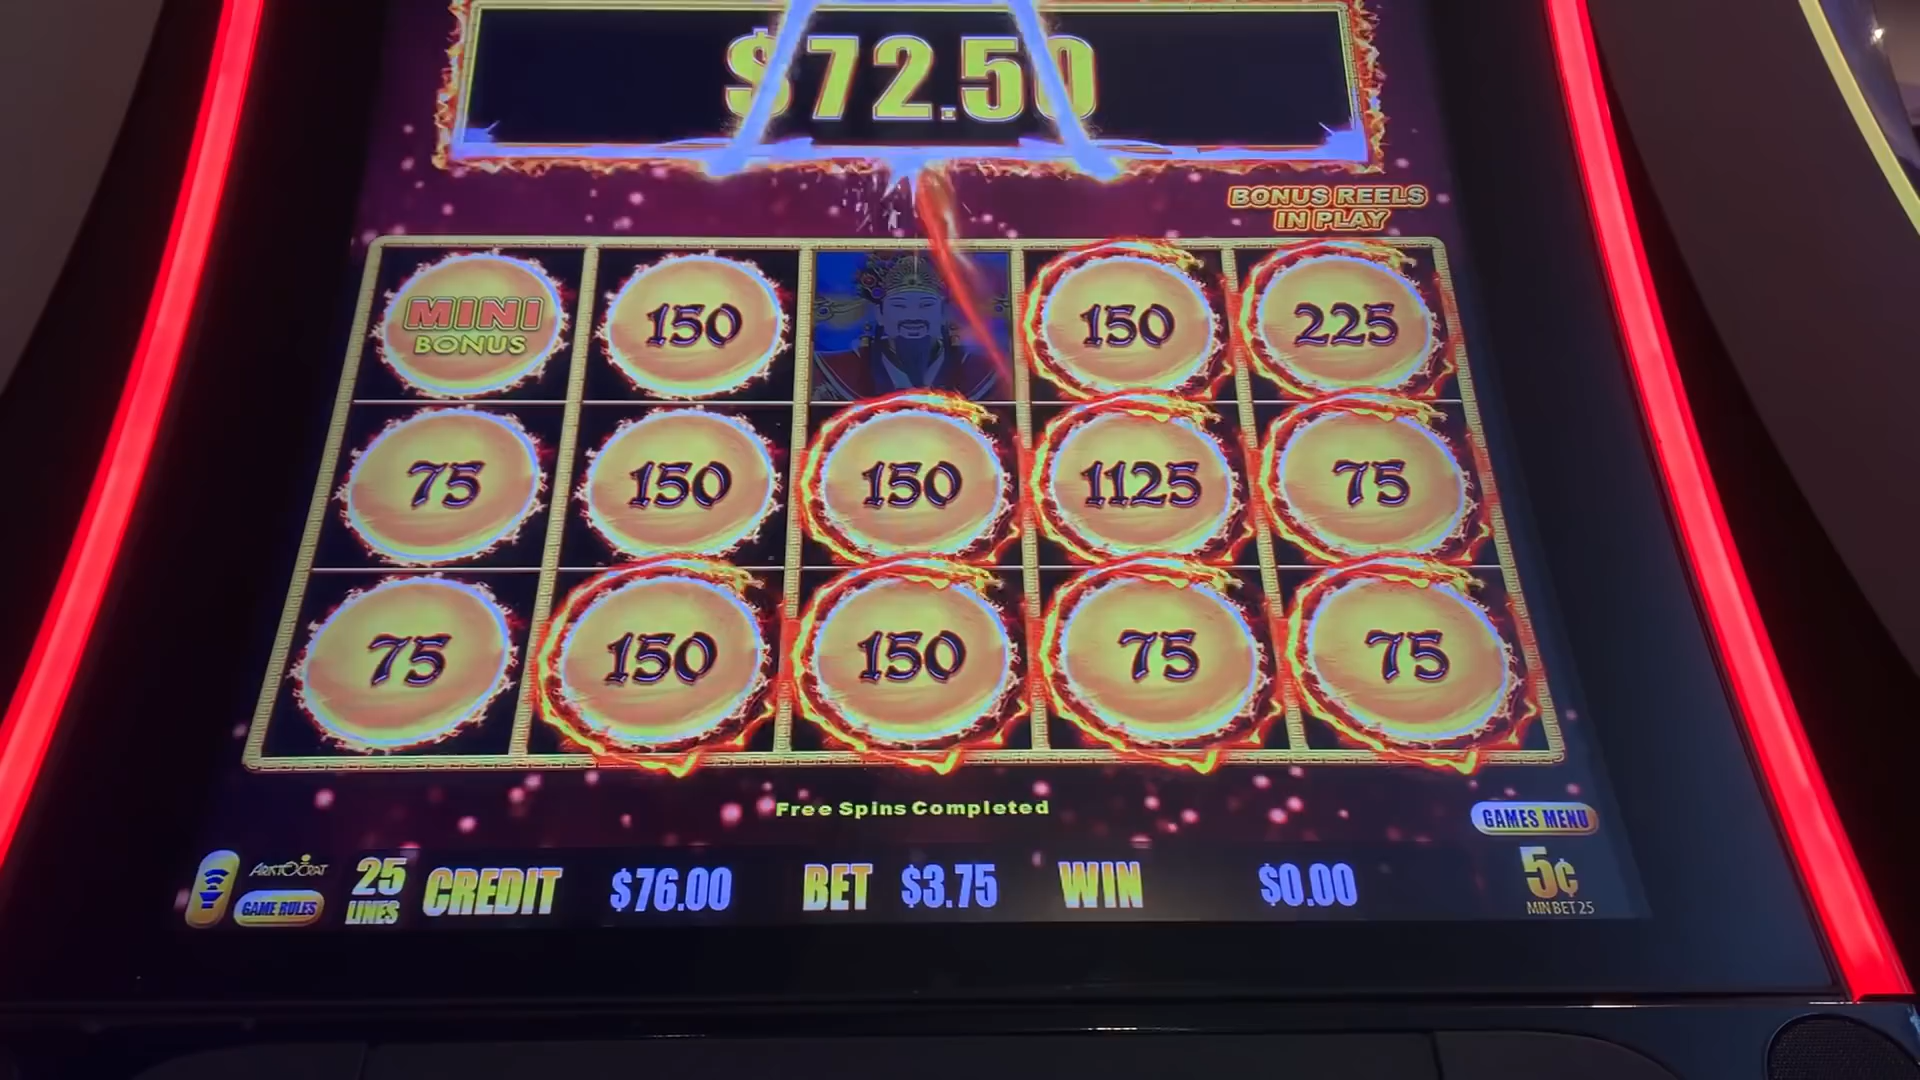 $72.50
BONUS REELS
IN PLAY
MINI
BONUS
150
150
225
75
150
150
1125
75
75
150
150
75
75
Free Spins Completed
GAMES MENU
ARISTOCRAT
GAME RULES
25
LINES
CREDIT $76.00 BET $3.75 WIN $0.00
5¢
MIN BET 25